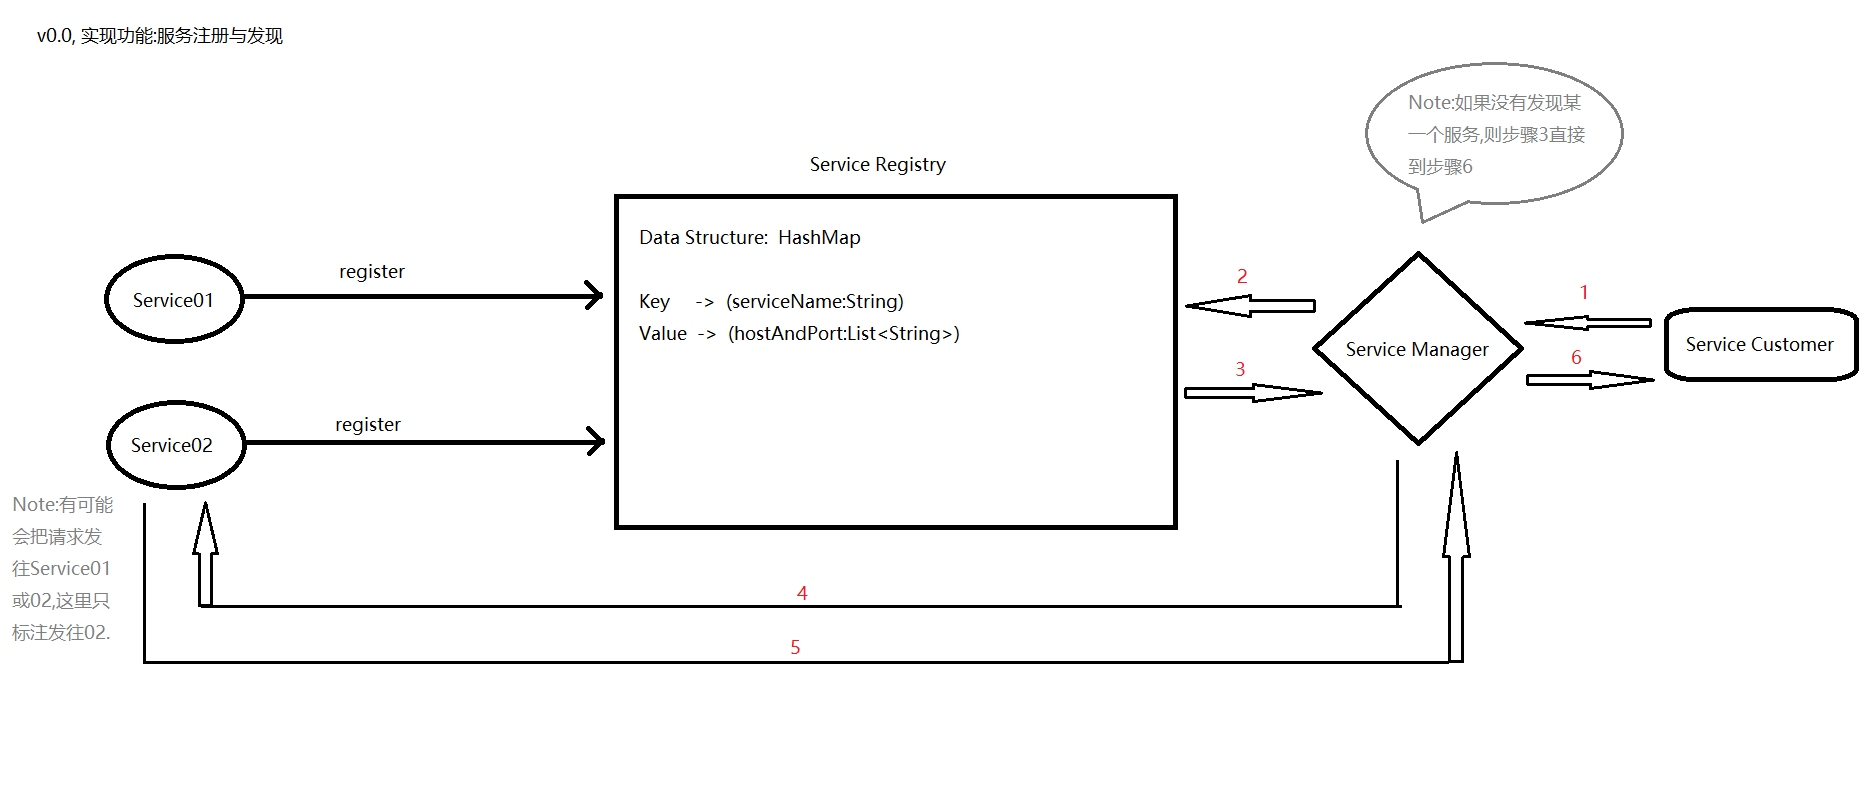 v0.0, 实现功能:服务注册与发现
Note:如果没有发现某
一个服务,则步骤3直接
到步骤6
Service Registry
Data Structure:  HashMap
Key     ->  (serviceName:String)
Value  ->  (hostAndPort:List<String>)
Service01
register
Service02
register
2
3
Service Manager
1
6
Service Customer
Note:有可能
会把请求发
往Service01
或02,这里只
标注发往02.
4
5